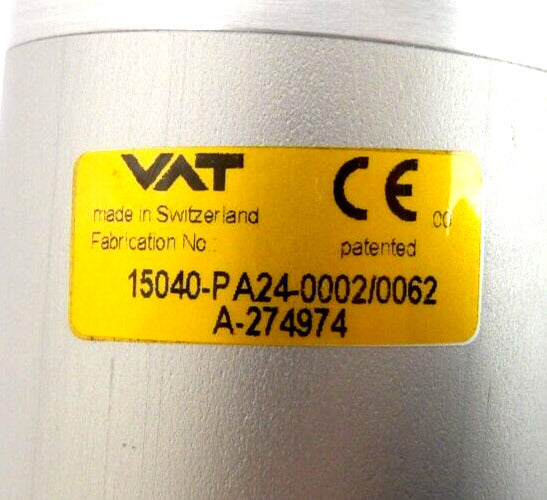 VAT CE
made in Switzerland
Fabrication No : patented
15040-PA24-0002/0062
A-274974